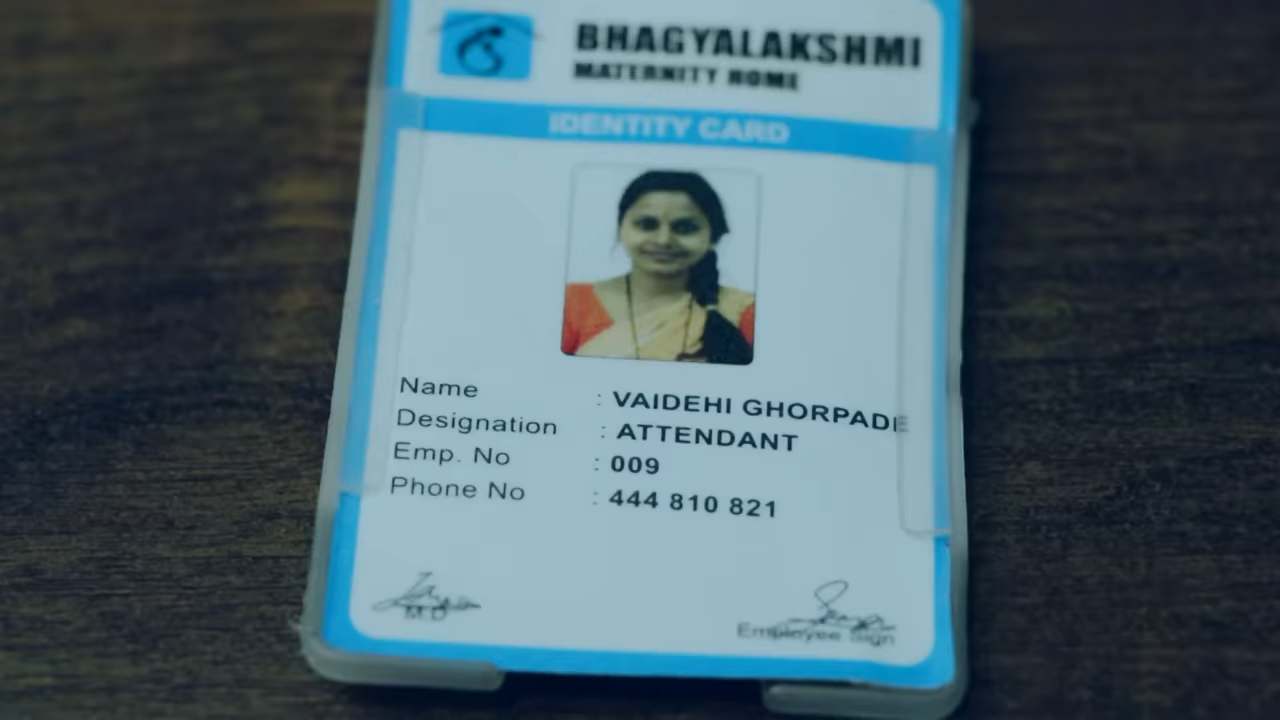 BHAGYALAKSHMI
MATERNITY HOME
IDENTITY CARD
Name : VAIDEHI GHORPADE
Designation : ATTENDANT
Emp. No : 009
Phone No : 444 810 821
M.D
Employee Sign